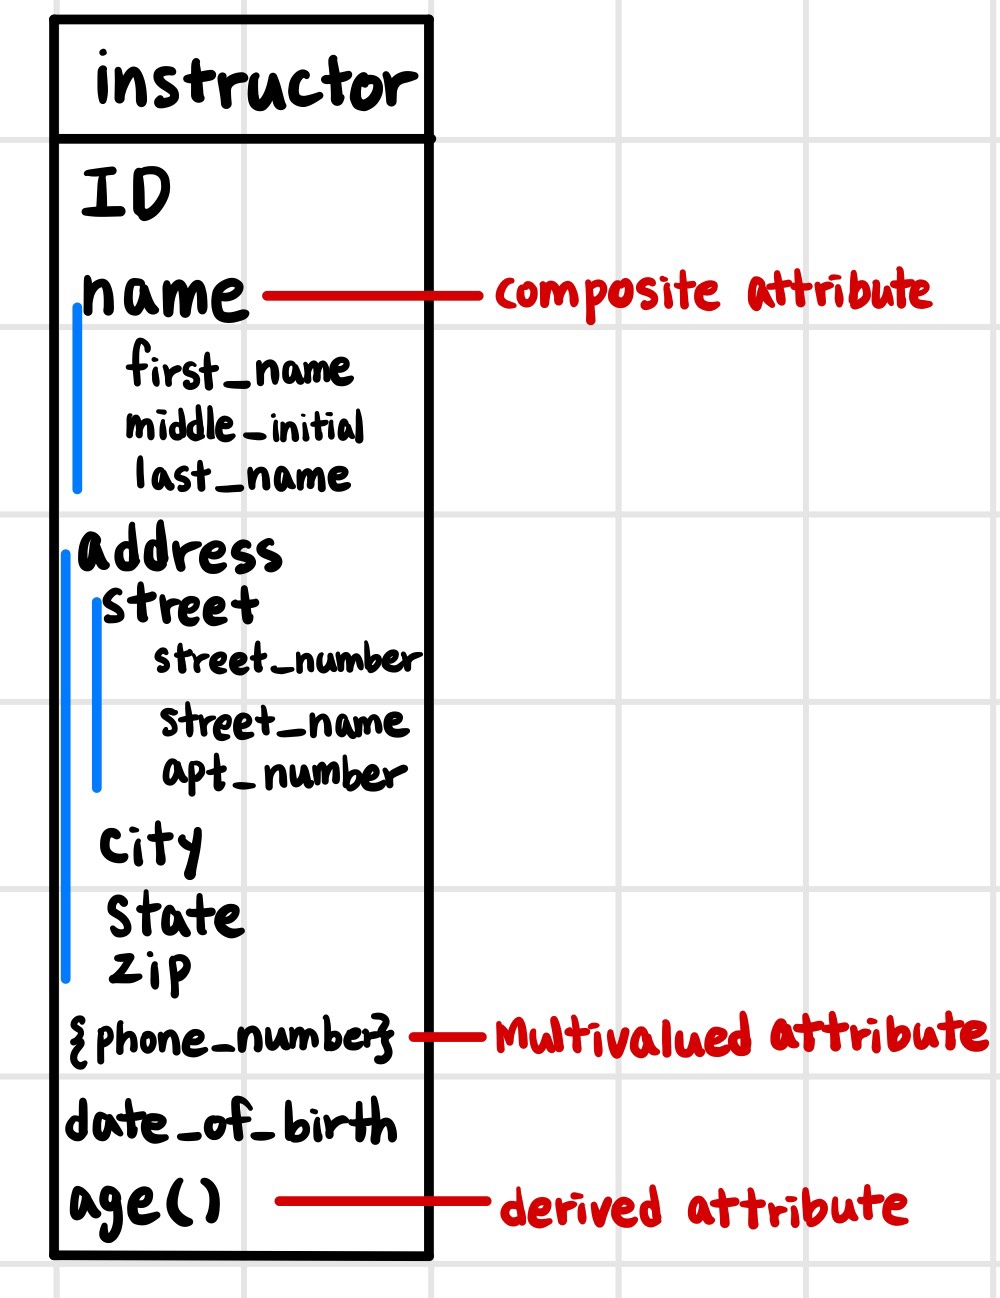 instructor
ID
name composite attribute
first_name
middle_initial
last_name
address
street
street_number
street_name
apt_number
city
state
zip
{phone_number} Multivalued attribute
date_of_birth
age() derived attribute